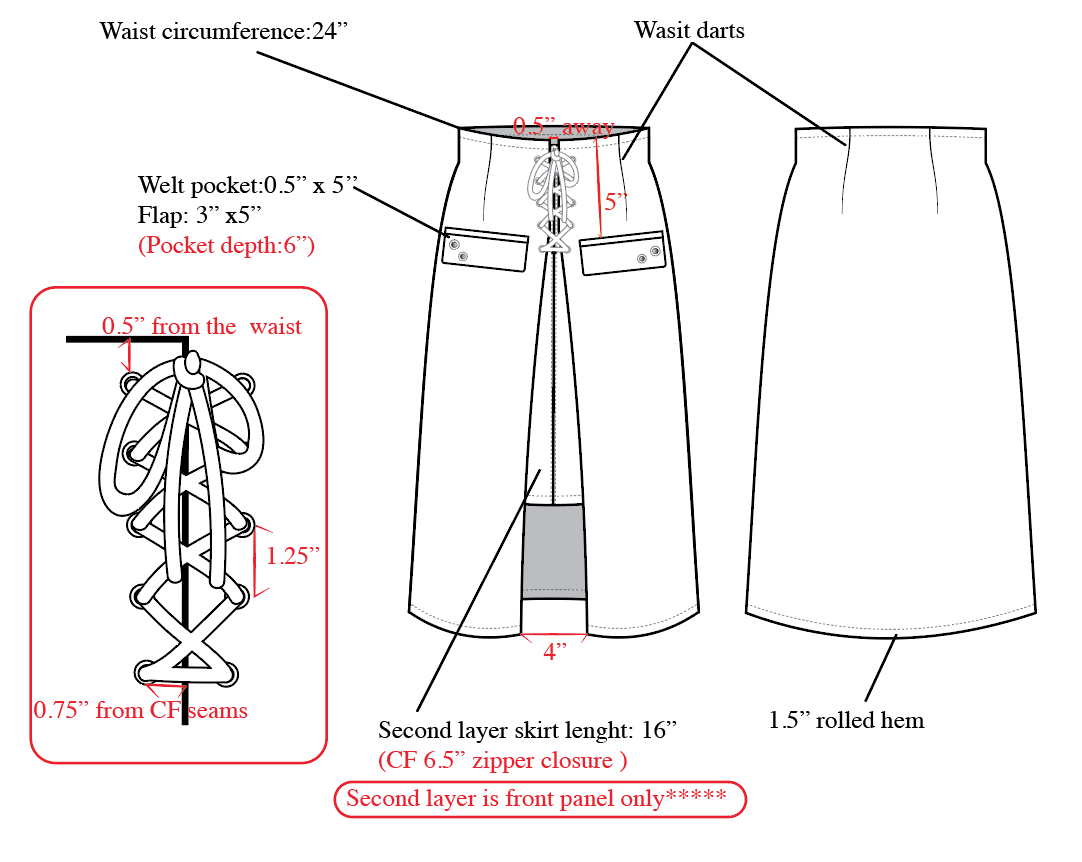 Waist circumference:24”
Wasit darts
0.5” away
Welt pocket:0.5” x 5”
Flap: 3” x5”
(Pocket depth:6”)
5”
0.5” from the waist
1.25”
0.75” from CF seams
4”
Second layer skirt lenght: 16”
(CF 6.5” zipper closure )
Second layer is front panel only*****
1.5” rolled hem